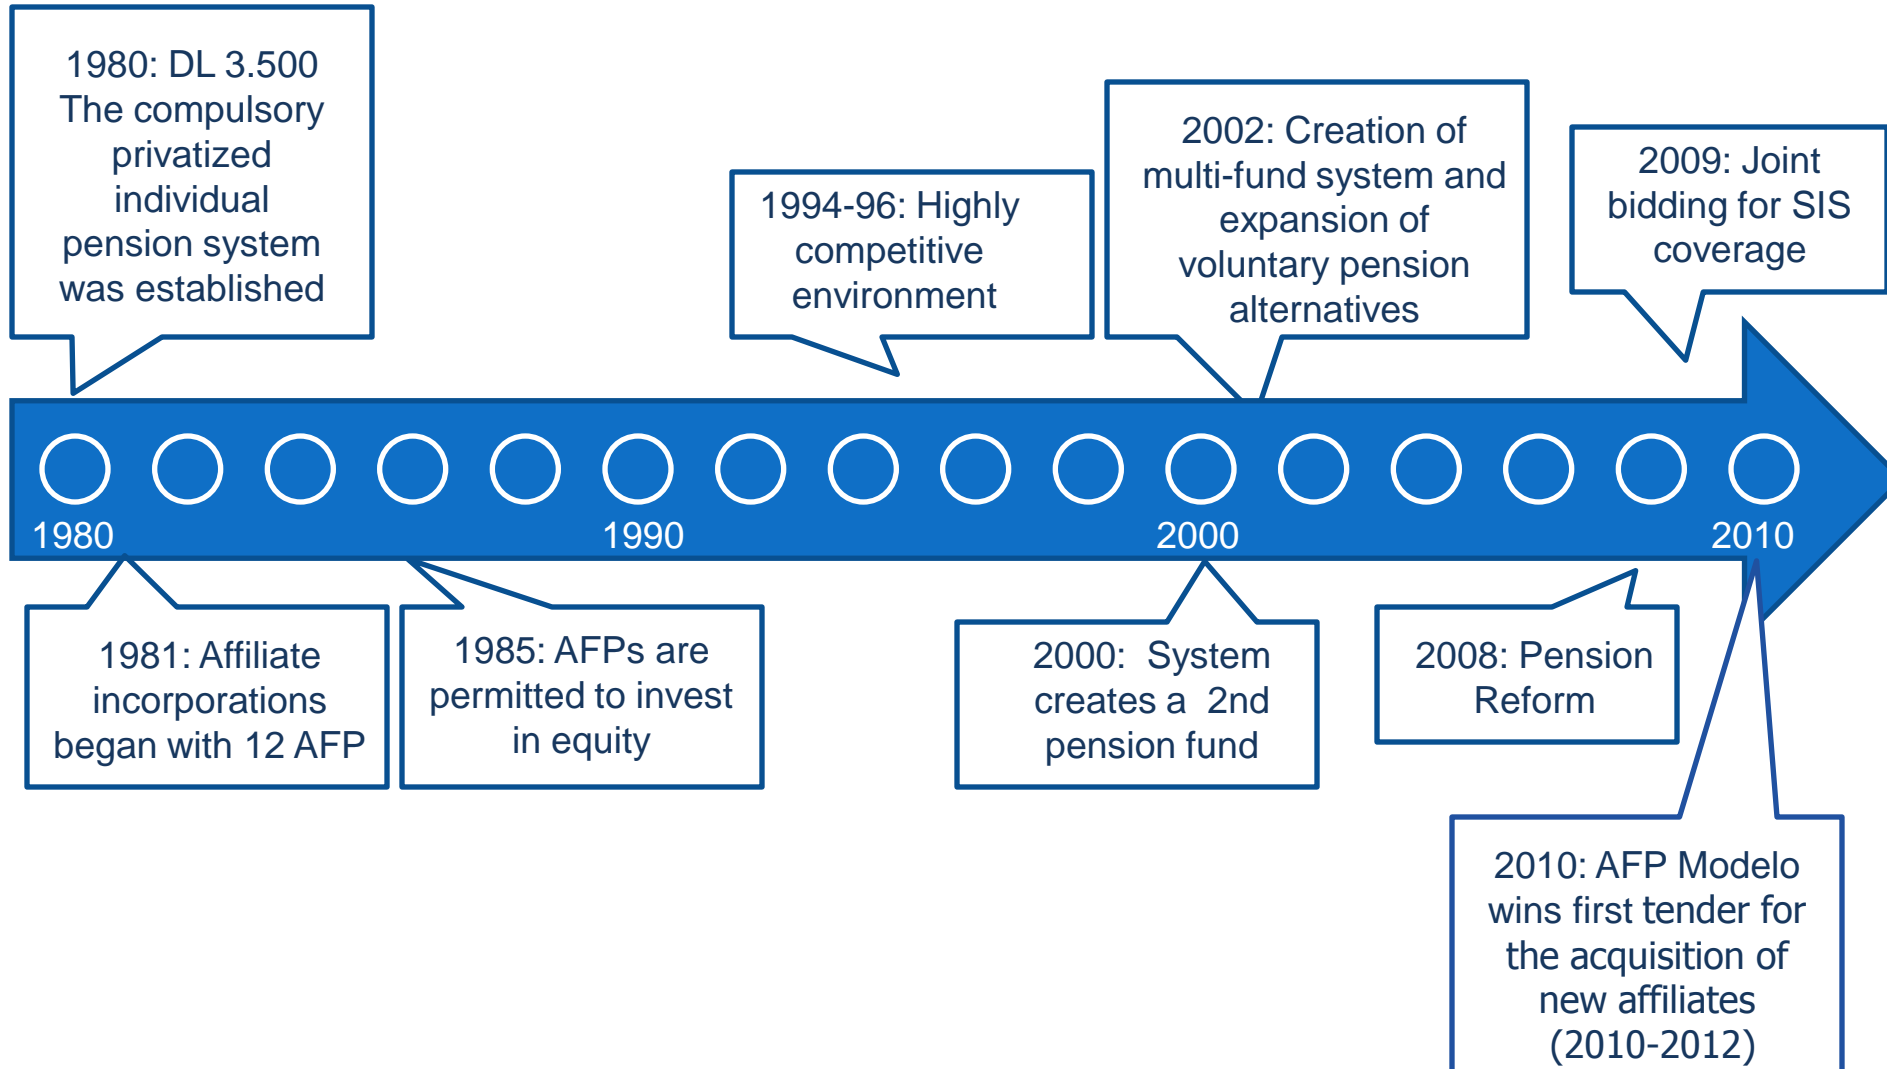 1980: DL 3.500
The compulsory
privatized
individual
pension system
was established
1994-96: Highly
competitive
environment
2002: Creation of
multi-fund system and
expansion of
voluntary pension
alternatives
2009: Joint
bidding for SIS
coverage
1980
1990
2000
2010
1981: Affiliate
incorporations
began with 12 AFP
1985: AFPs are
permitted to invest
in equity
2000:  System
creates a  2nd
pension fund
2008: Pension
Reform
2010: AFP Modelo
wins first tender for
the acquisition of
new affiliates
(2010-2012)